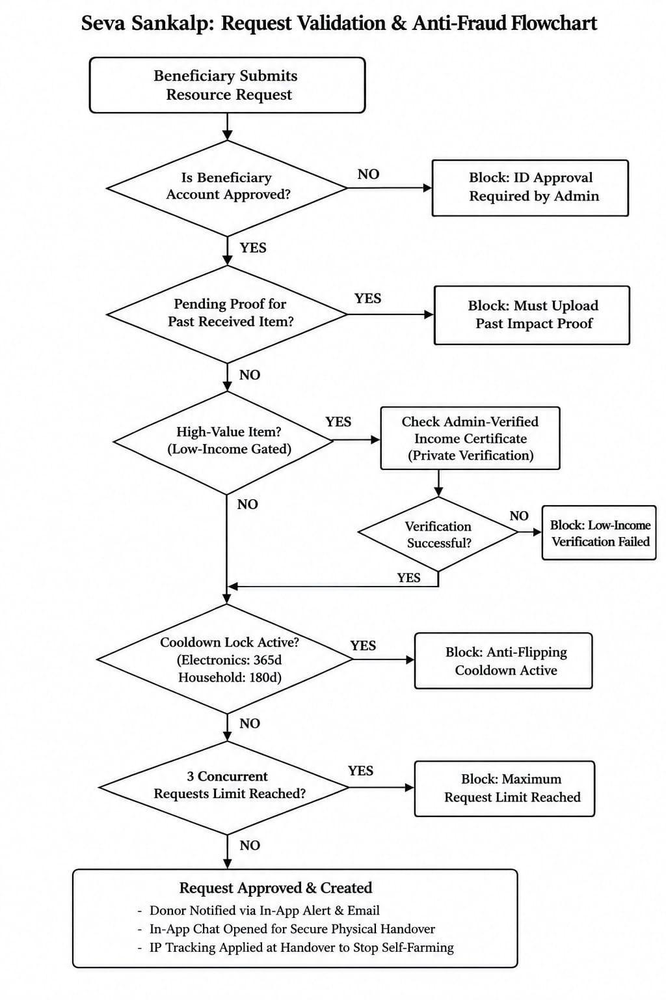 Seva Sankalp: Request Validation & Anti-Fraud Flowchart
Beneficiary Submits
Resource Request
Is Beneficiary
Account Approved?
NO
Block: ID Approval
Required by Admin
YES
Pending Proof for
Past Received Item?
YES
Block: Must Upload
Past Impact Proof
NO
High-Value Item?
(Low-Income Gated)
YES
Check Admin-Verified
Income Certificate
(Private Verification)
NO
Verification
Successful?
NO
Block: Low-Income
Verification Failed
YES
Cooldown Lock Active?
(Electronics: 365d
Household: 180d)
YES
Block: Anti-Flipping
Cooldown Active
NO
3 Concurrent
Requests Limit Reached?
YES
Block: Maximum
Request Limit Reached
NO
Request Approved & Created
- Donor Notified via In-App Alert & Email
- In-App Chat Opened for Secure Physical Handover
- IP Tracking Applied at Handover to Stop Self-Farming